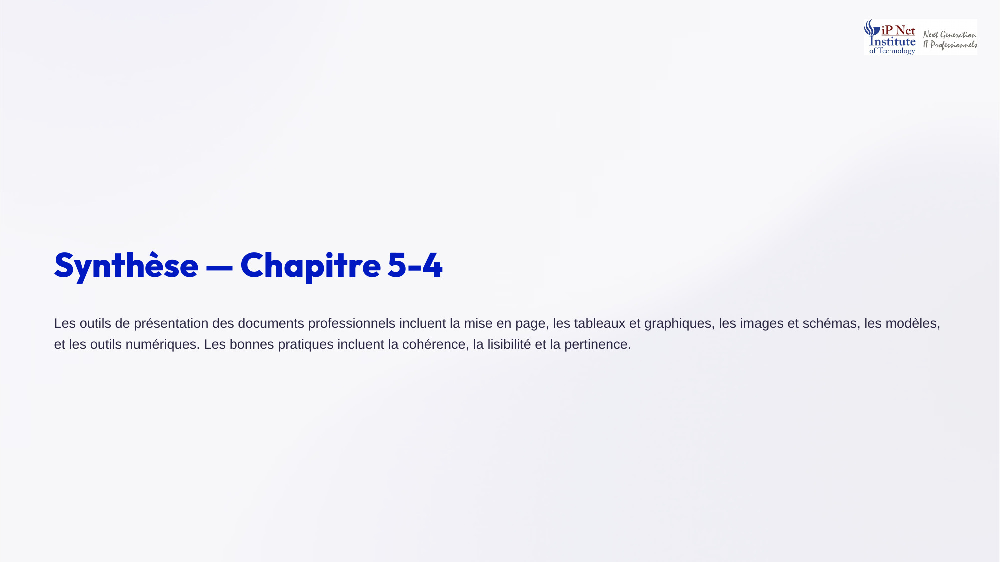 iP Net
Institute
of Technology
Next Generation
IT Professionnels
Synthèse — Chapitre 5-4
Les outils de présentation des documents professionnels incluent la mise en page, les tableaux et graphiques, les images et schémas, les modèles,
et les outils numériques. Les bonnes pratiques incluent la cohérence, la lisibilité et la pertinence.